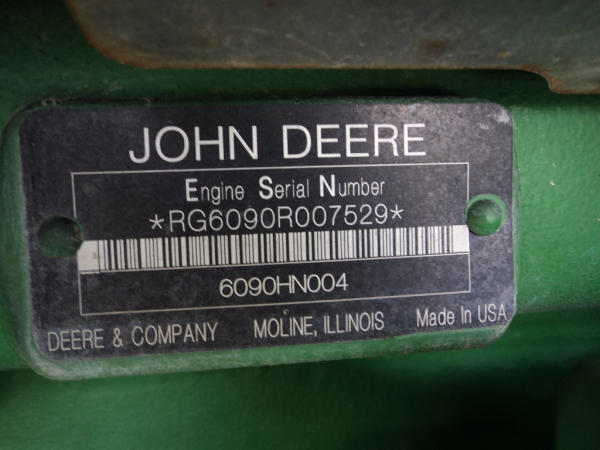 JOHN DEERE
Engine Serial Number
*RG6090R007529*
6090HN004
DEERE & COMPANY MOLINE, ILLINOIS Made In USA